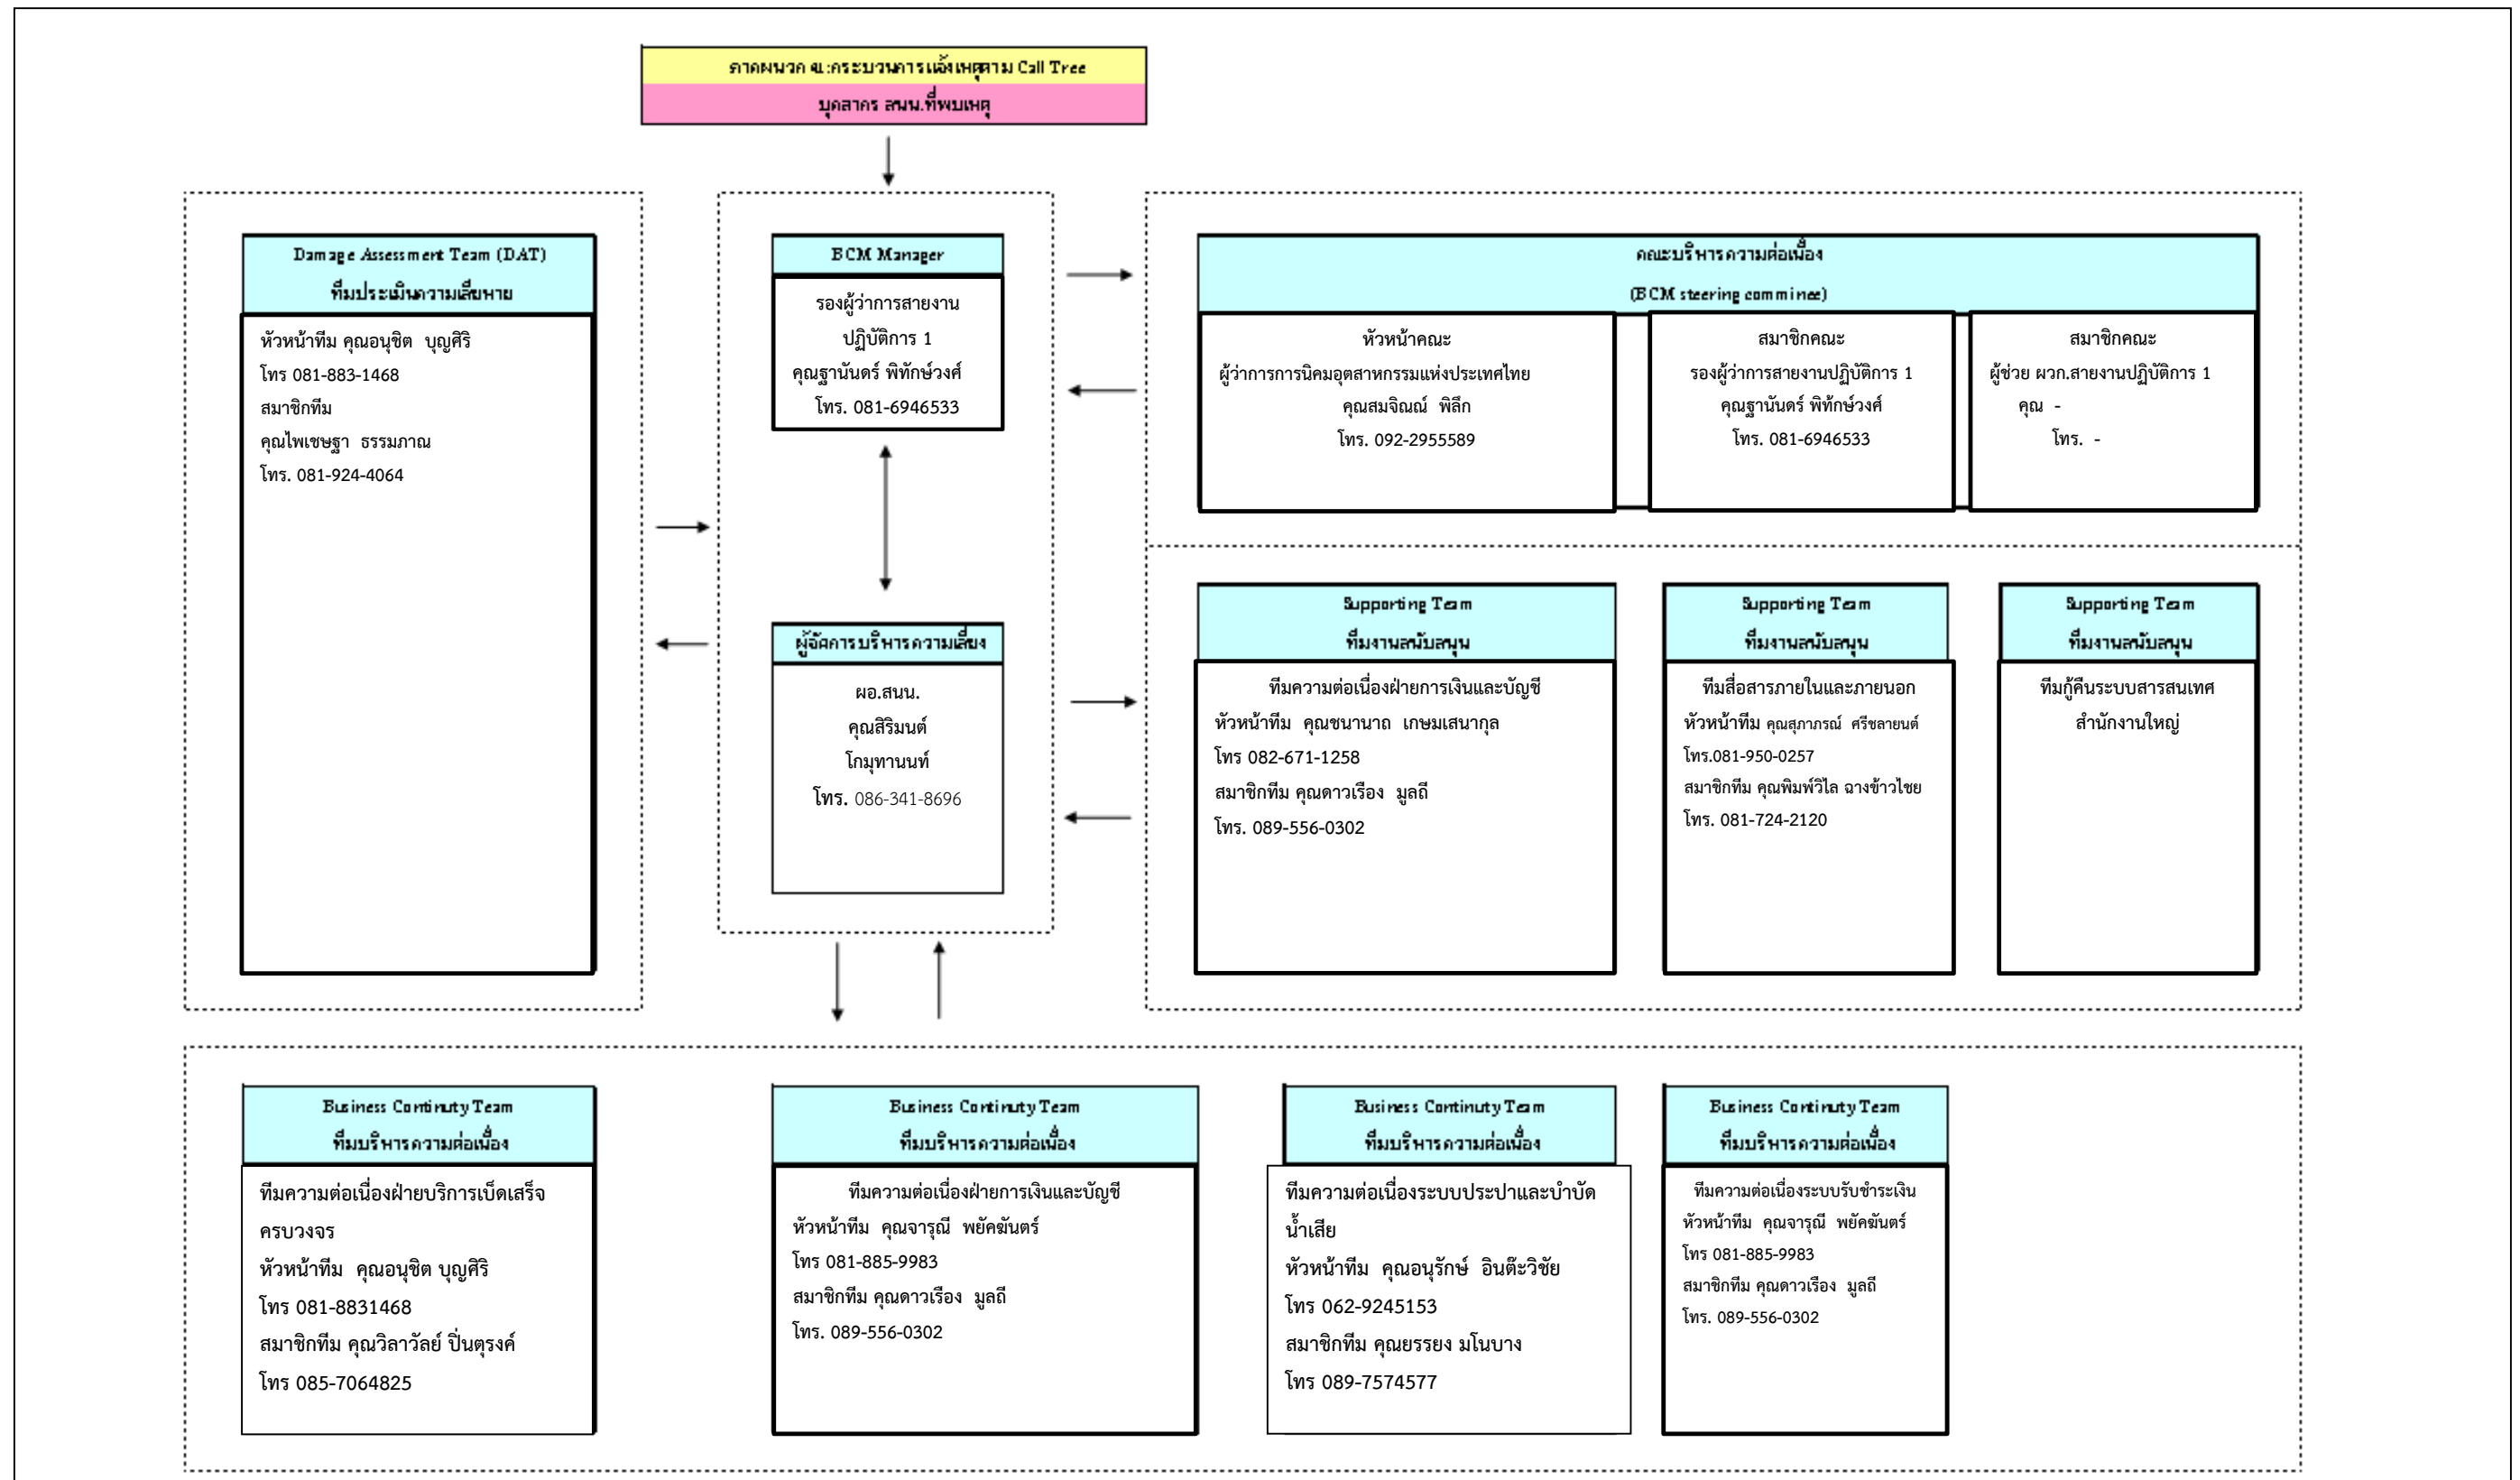 ภาคผนวก ข:กระบวนการแจ้งเหตุตาม Call Tree
บุคลากร สนน.ที่พบเหตุ
Damage Assessment Team (DAT)
ทีมประเมินความเสียหาย
หัวหน้าทีม คุณอนุชิต บุญศิริ
โทร 081-883-1468
สมาชิกทีม
คุณไพเชษฐา ธรรมภาณ
โทร. 081-924-4064
BCM Manager
รองผู้ว่าการสายงาน
ปฏิบัติการ 1
คุณฐานันดร์ พิทักษ์วงศ์
โทร. 081-6946533
ผู้จัดการบริหารความเสี่ยง
ผอ.สนน.
คุณสิริมนต์
โกมุทานนท์
โทร. 086-341-8696
คณะบริหารความต่อเนื่อง
(BCM steering comminee)
หัวหน้าคณะ
ผู้ว่าการการนิคมอุตสาหกรรมแห่งประเทศไทย
คุณสมจิณณ์ พิลึก
โทร. 092-2955589
สมาชิกคณะ
รองผู้ว่าการสายงานปฏิบัติการ 1
คุณฐานันดร์ พิทักษ์วงศ์
โทร. 081-6946533
สมาชิกคณะ
ผู้ช่วย ผวก.สายงานปฏิบัติการ 1
คุณ -
โทร. -
Supporting Team
ทีมงานสนับสนุน
ทีมความต่อเนื่องฝ่ายการเงินและบัญชี
หัวหน้าทีม คุณชนานาถ เกษมเสนากุล
โทร 082-671-1258
สมาชิกทีม คุณดาวเรือง มูลถี
โทร. 089-556-0302
Supporting Team
ทีมงานสนับสนุน
ทีมสื่อสารภายในและภายนอก
หัวหน้าทีม คุณสุภาภรณ์ ศรีชลายนต์
โทร.081-950-0257
สมาชิกทีม คุณพิมพ์วิไล ฉางข้าวไชย
โทร. 081-724-2120
Supporting Team
ทีมงานสนับสนุน
ทีมกู้คืนระบบสารสนเทศ
สำนักงานใหญ่
Business Continuty Team
ทีมบริหารความต่อเนื่อง
ทีมความต่อเนื่องฝ่ายบริการเบ็ดเสร็จ
ครบวงจร
หัวหน้าทีม คุณอนุชิต บุญศิริ
โทร 081-8831468
สมาชิกทีม คุณวิลาวัลย์ ปิ่นตุรงค์
โทร 085-7064825
Business Continuty Team
ทีมบริหารความต่อเนื่อง
ทีมความต่อเนื่องฝ่ายการเงินและบัญชี
หัวหน้าทีม คุณจารุณี พยัคฆันตร์
โทร 081-885-9983
สมาชิกทีม คุณดาวเรือง มูลถี
โทร. 089-556-0302
Business Continuty Team
ทีมบริหารความต่อเนื่อง
ทีมความต่อเนื่องระบบประปาและบำบัด
น้ำเสีย
หัวหน้าทีม คุณอนุรักษ์ อินต๊ะวิชัย
โทร 062-9245153
สมาชิกทีม คุณยรรยง มโนบาง
โทร 089-7574577
Business Continuty Team
ทีมบริหารความต่อเนื่อง
ทีมความต่อเนื่องระบบรับชำระเงิน
หัวหน้าทีม คุณจารุณี พยัคฆันตร์
โทร 081-885-9983
สมาชิกทีม คุณดาวเรือง มูลถี
โทร. 089-556-0302